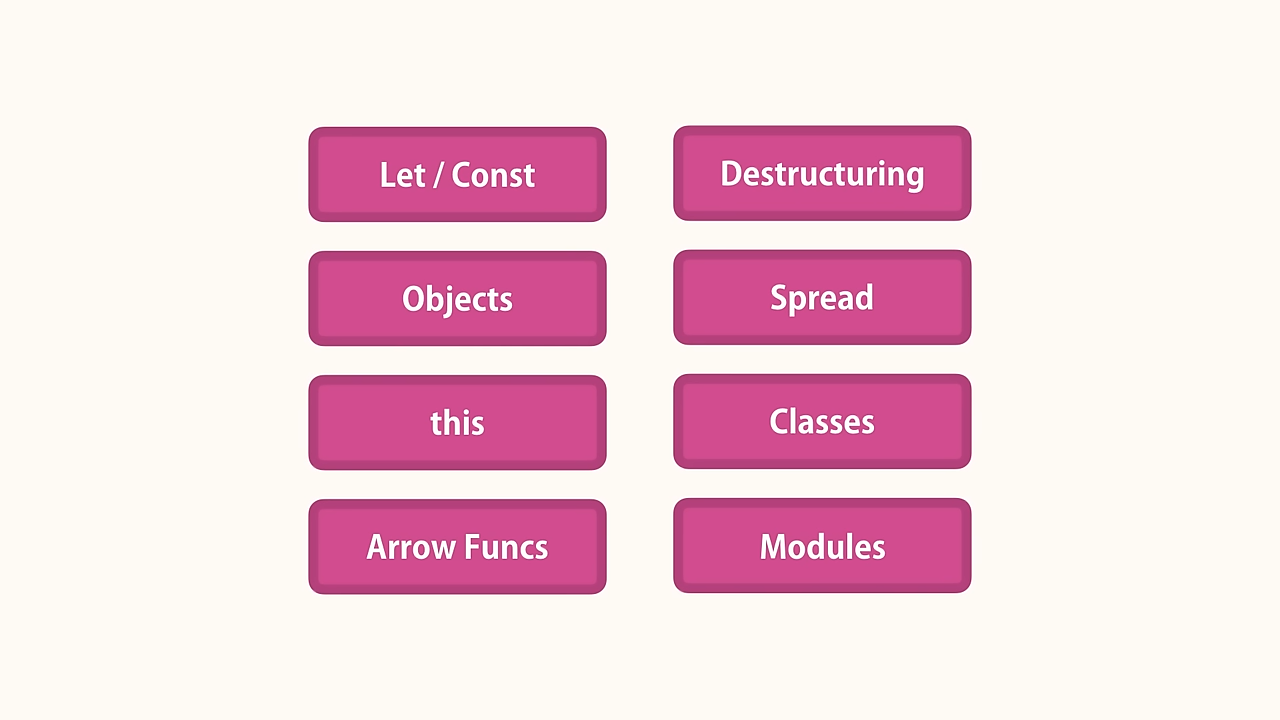 Let / Const
Objects
this
Arrow Funcs
Destructuring
Spread
Classes
Modules